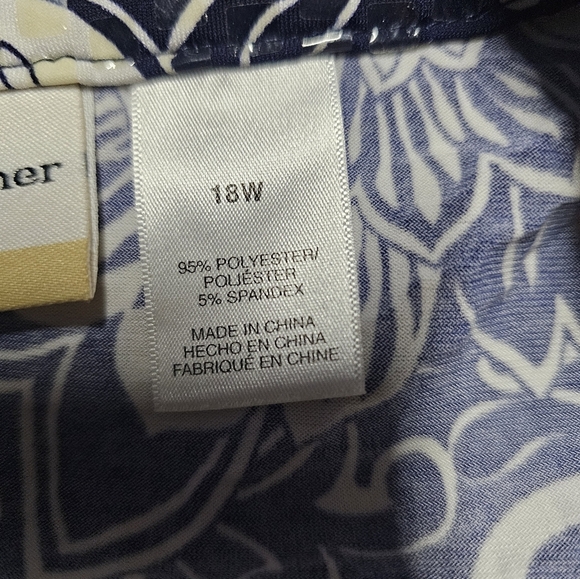 ner
18W
95% POLYESTER/
POLIÉSTER
5% SPANDEX
MADE IN CHINA
HECHO EN CHINA
FABRIQUÉ EN CHINE